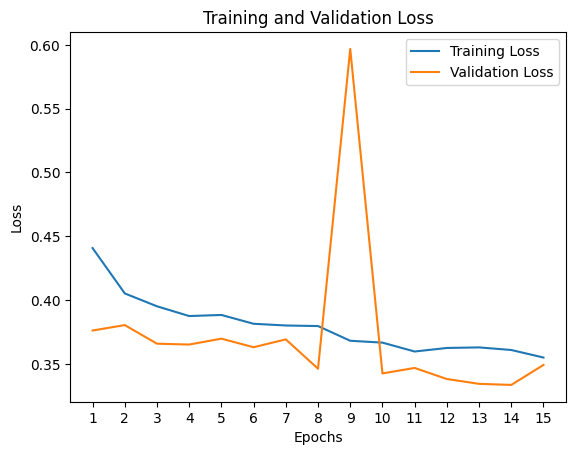 Training and Validation Loss
Training Loss
Validation Loss
0.60
0.55
0.50
0.45
0.40
0.35
Loss
1 2 3 4 5 6 7 8 9 10 11 12 13 14 15
Epochs